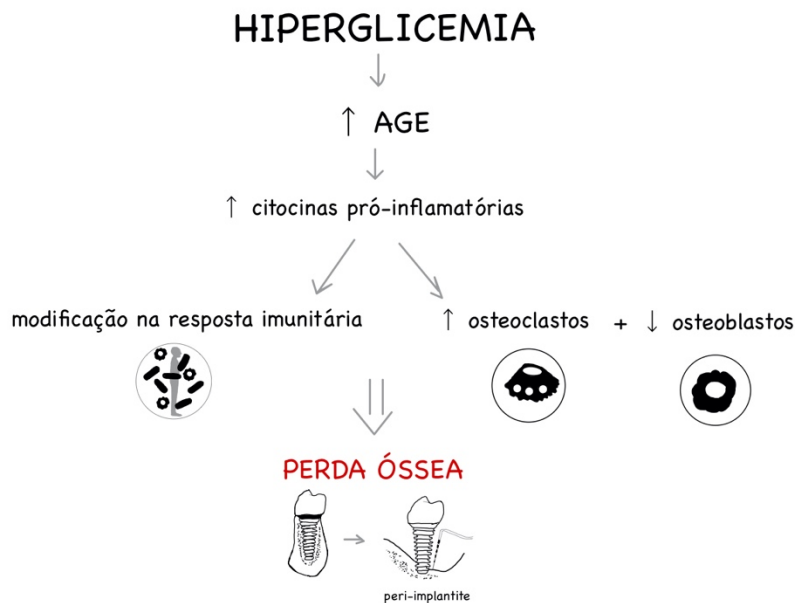 HIPERGLICEMIA
↑ AGE
↑ citocinas pró-inflamatórias
modificação na resposta imunitária
↑ osteoclastos + ↓ osteoblastos
PERDA ÓSSEA
peri-implantite